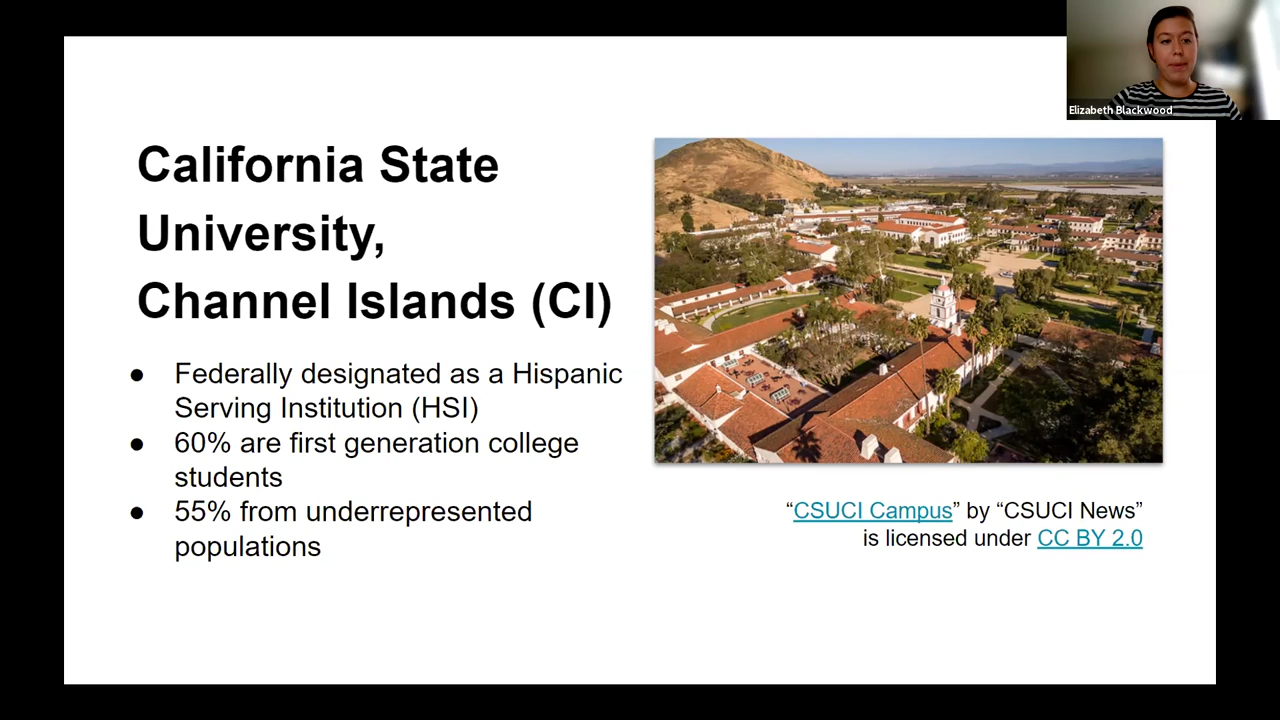 Elizabeth Blackwood
California State
University,
Channel Islands (CI)
● Federally designated as a Hispanic
Serving Institution (HSI)
● 60% are first generation college
students
● 55% from underrepresented
populations
“CSUCI Campus” by “CSUCI News”
is licensed under CC BY 2.0